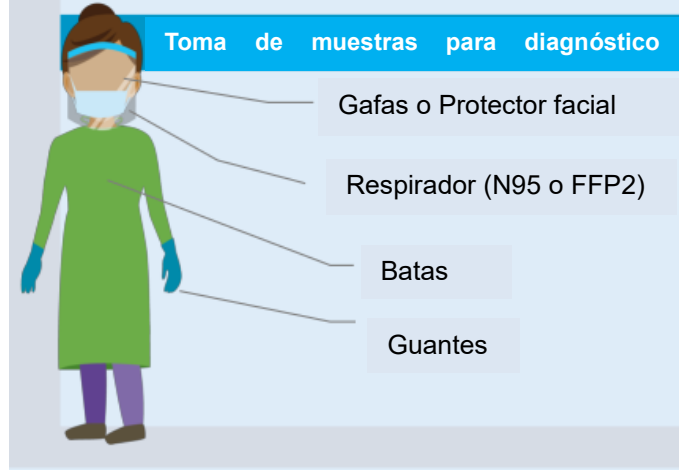 Toma de muestras para diagnóstico
Gafas o Protector facial
Respirador (N95 o FFP2)
Batas
Guantes